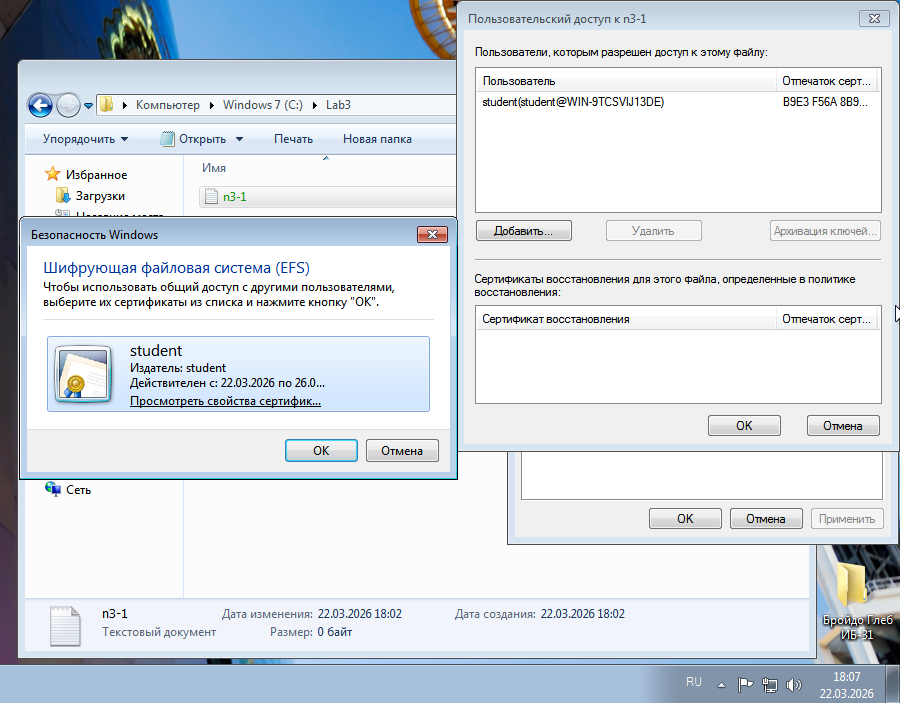 Пользовательский доступ к n3-1
Пользователи, которым разрешен доступ к этому файлу:
Пользователь
Отпечаток серт...
student(student@WIN-9TCSVIJ13DE)
B9E3 F56A 8B9...
Добавить...
Удалить
Архивация ключей...
Сертификаты восстановления для этого файла, определенные в политике
восстановления:
Сертификат восстановления
Отпечаток серт...
OK
Отмена
OK
Отмена
Применить
Компьютер
Windows 7 (C:)
Lab3
Упорядочить
Открыть
Печать
Новая папка
Избранное
Загрузки
Имя
n3-1
Безопасность Windows
Шифрующая файловая система (EFS)
Чтобы использовать общий доступ с другими пользователями,
выберите их сертификаты из списка и нажмите кнопку "ОК".
student
Издатель: student
Действителен с: 22.03.2026 по 26.0...
Просмотреть свойства сертифик...
OK
Отмена
Сеть
n3-1
Дата изменения: 22.03.2026 18:02
Дата создания: 22.03.2026 18:02
Текстовый документ
Размер: 0 байт
Бройдо Глеб
ИБ-31
RU
18:07
22.03.2026